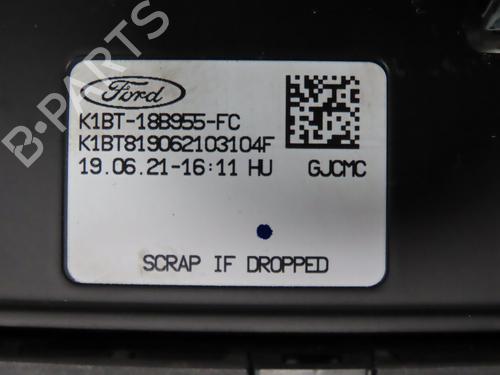 B-PARTS
Ford
K1BT-18B955-FC
K1BT819062103104F
19.06.21-16:11 HU GJCMC
SCRAP IF DROPPED